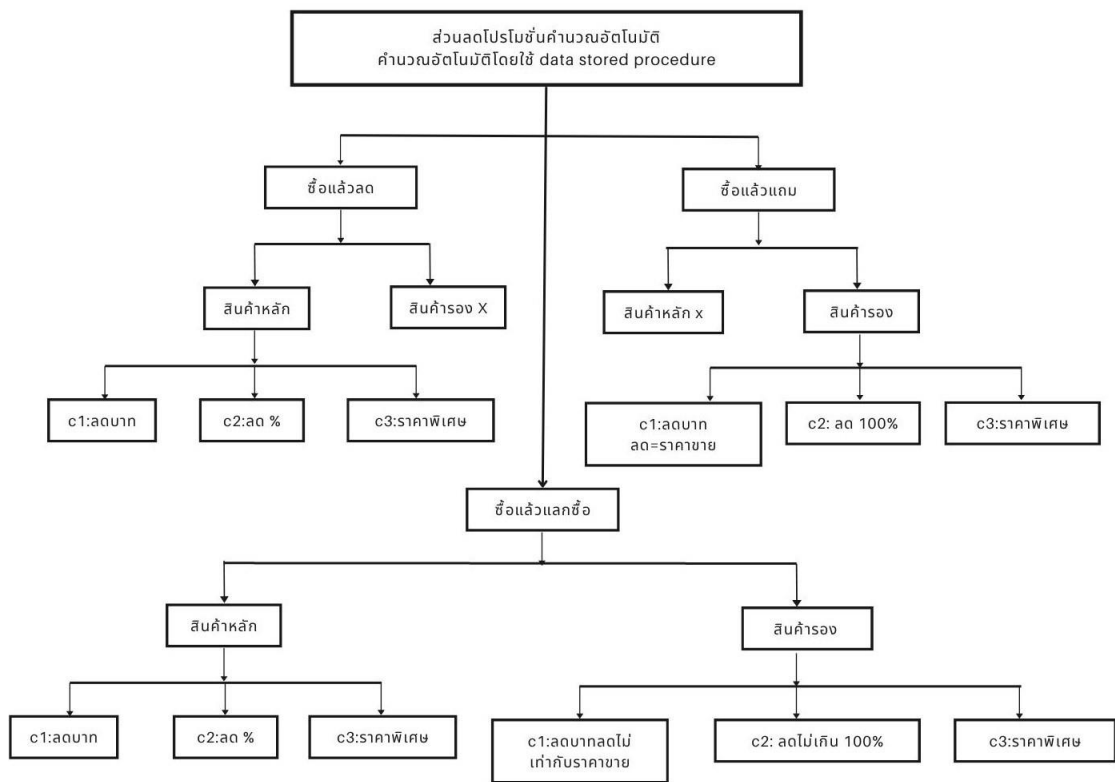 ส่วนลดโปรโมชั่นคำนวณอัตโนมัติ
คำนวณอัตโนมัติโดยใช้ data stored procedure
ซื้อแล้วลด
ซื้อแล้วแถม
สินค้าหลัก
สินค้ารอง X
สินค้าหลัก x
สินค้ารอง
c1:ลดบาท
c2:ลด %
c3:ราคาพิเศษ
c1:ลดบาท
ลด=ราคาขาย
c2: ลด 100%
c3:ราคาพิเศษ
ซื้อแล้วแลกซื้อ
สินค้าหลัก
สินค้ารอง
c1:ลดบาท
c2:ลด %
c3:ราคาพิเศษ
c1:ลดบาทลดไม่
เท่ากับราคาขาย
c2: ลดไม่เกิน 100%
c3:ราคาพิเศษ